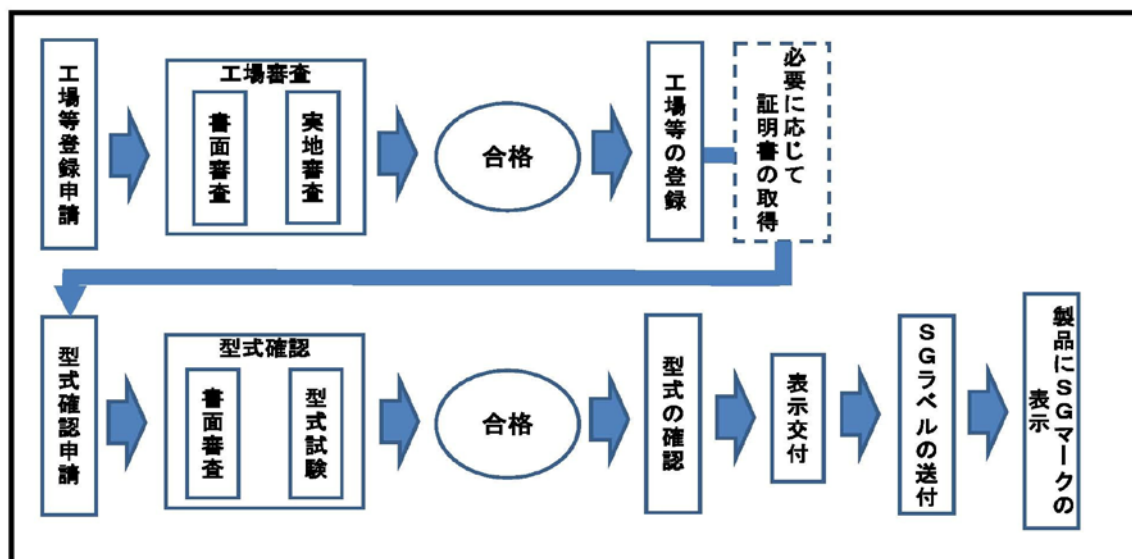 工場等登録申請
工場審査
書面審査
実地審査
合格
工場等の登録
必要に応じて
証明書の取得
型式確認申請
型式確認
書面審査
型式試験
合格
型式の確認
表示交付
SGラベルの送付
製品にSGマークの
表示